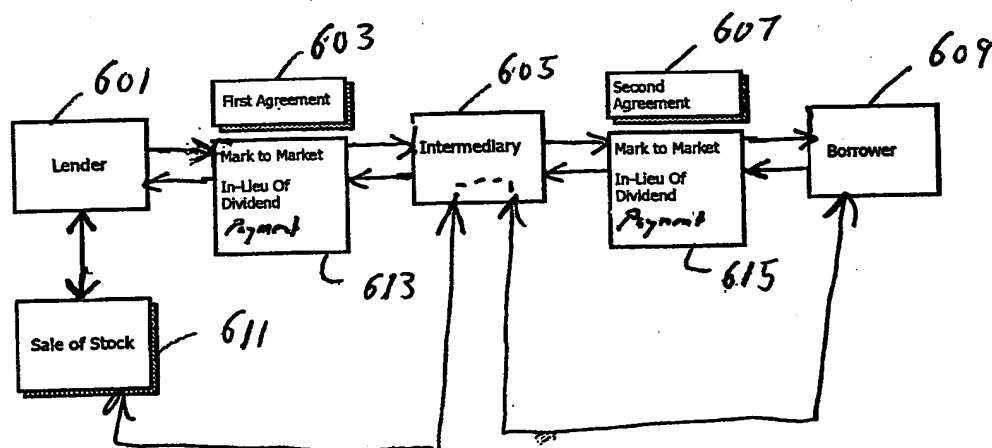 603
607
609
601
605
First Agreement
Second
Agreement
Lender
Mark to Market
In-Lieu Of
Dividend
Payment
Intermediary
Mark to Market
In-Lieu Of
Dividend
Payment
Borrower
613
615
Sale of Stock
611